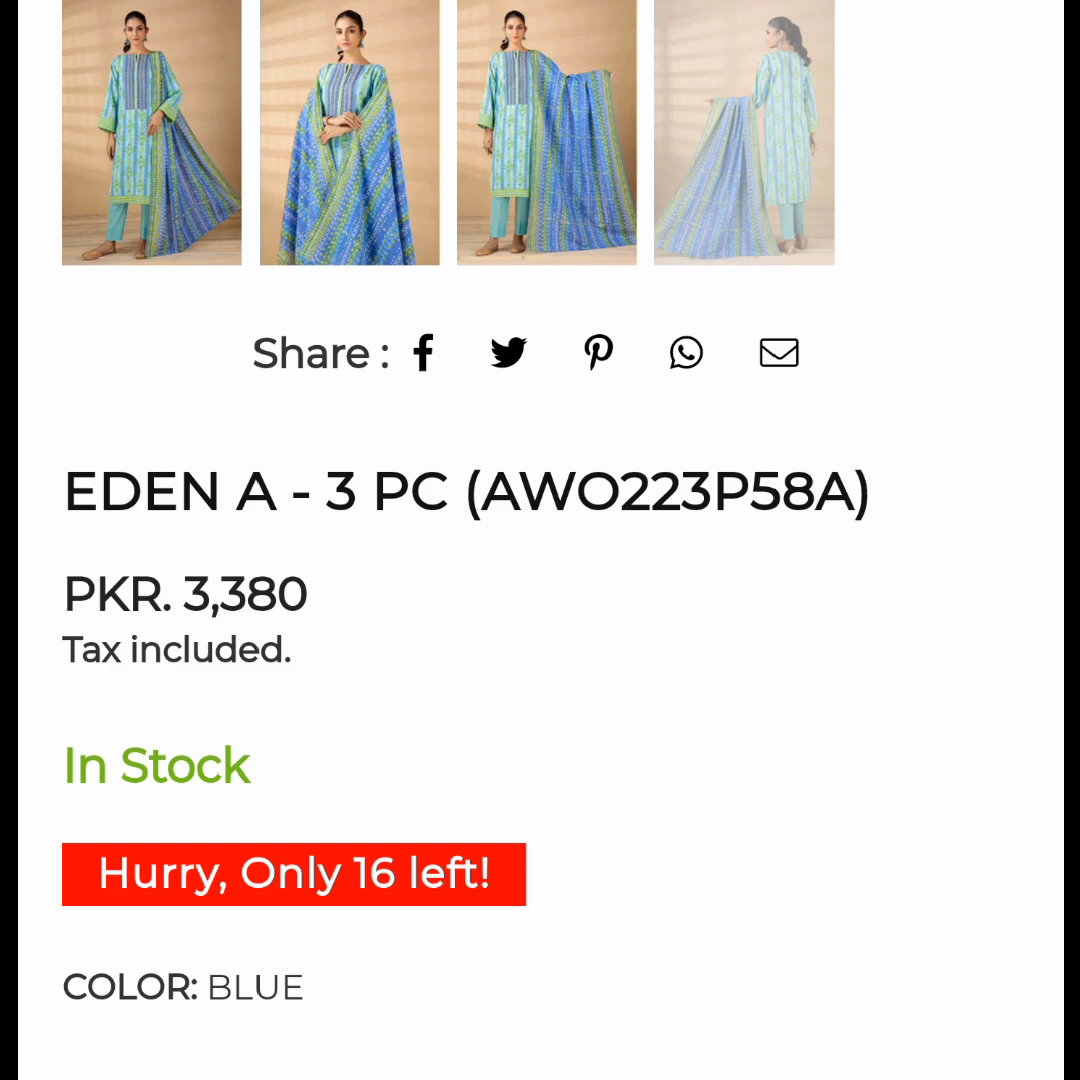 Share :
EDEN A - 3 PC (AWO223P58A)
PKR. 3,380
Tax included.
In Stock
Hurry, Only 16 left!
COLOR: BLUE